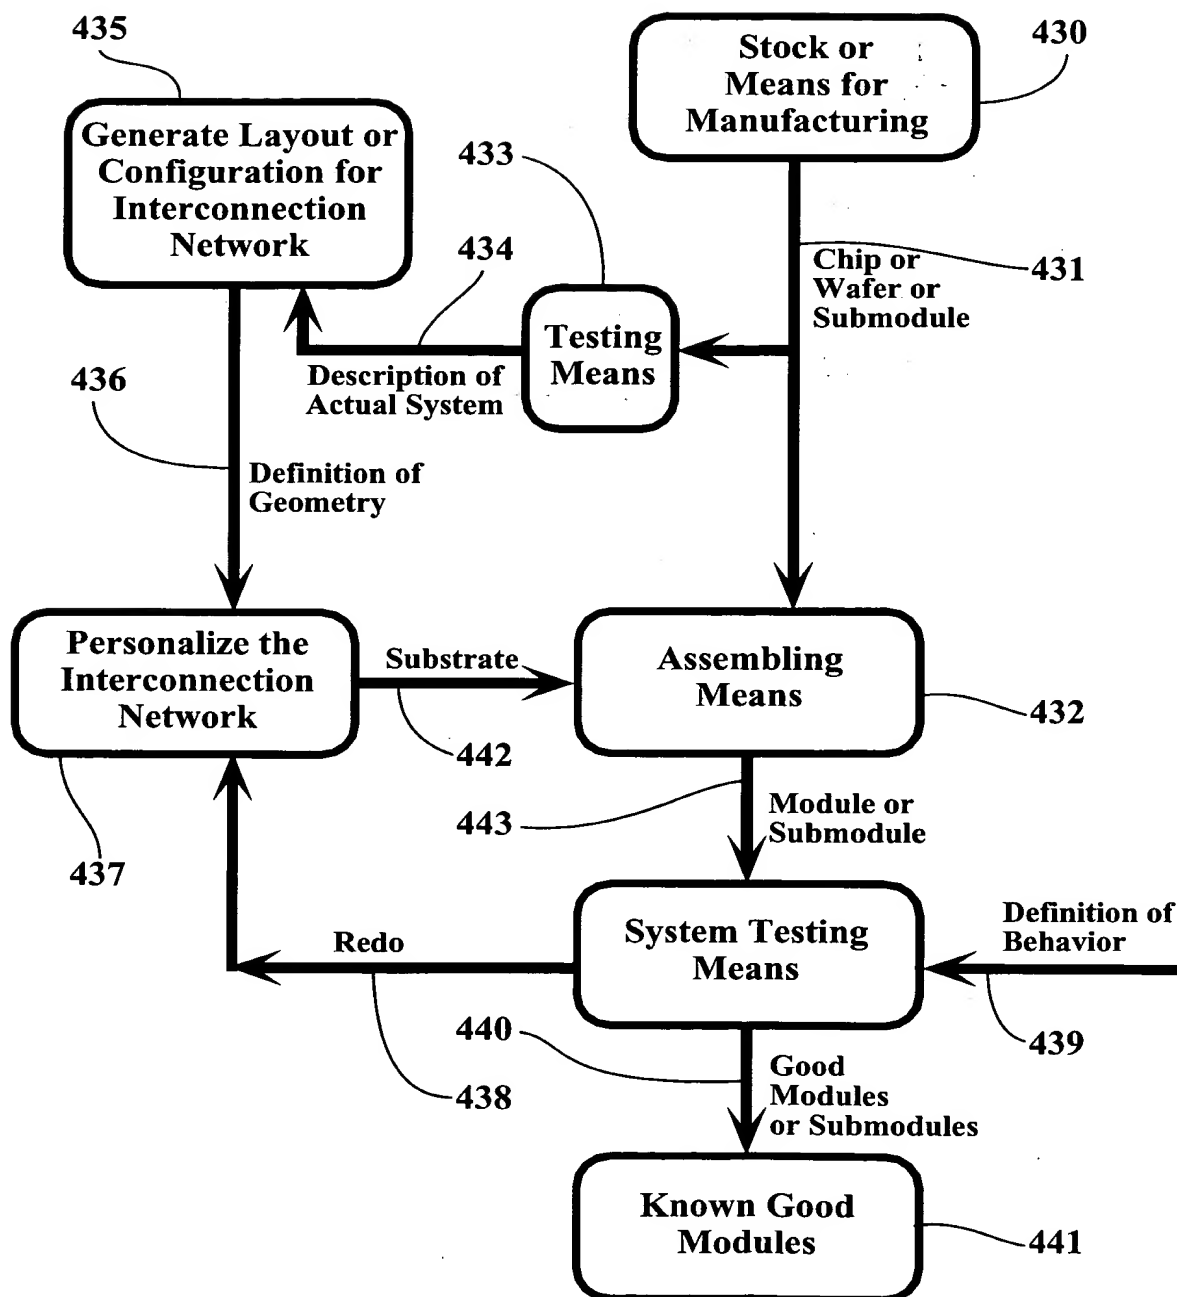 435
430
Stock or
Means for
Manufacturing
Generate Layout or
Configuration for
Interconnection
Network
433
434
431
Chip or
Wafer or
Submodule
Testing
Means
Description of
Actual System
436
Definition of
Geometry
Personalize the
Interconnection
Network
Substrate
Assembling
Means
432
442
443
Module or
Submodule
437
System Testing
Means
Definition of
Behavior
Redo
440
439
438
Good
Modules
or Submodules
Known Good
Modules
441